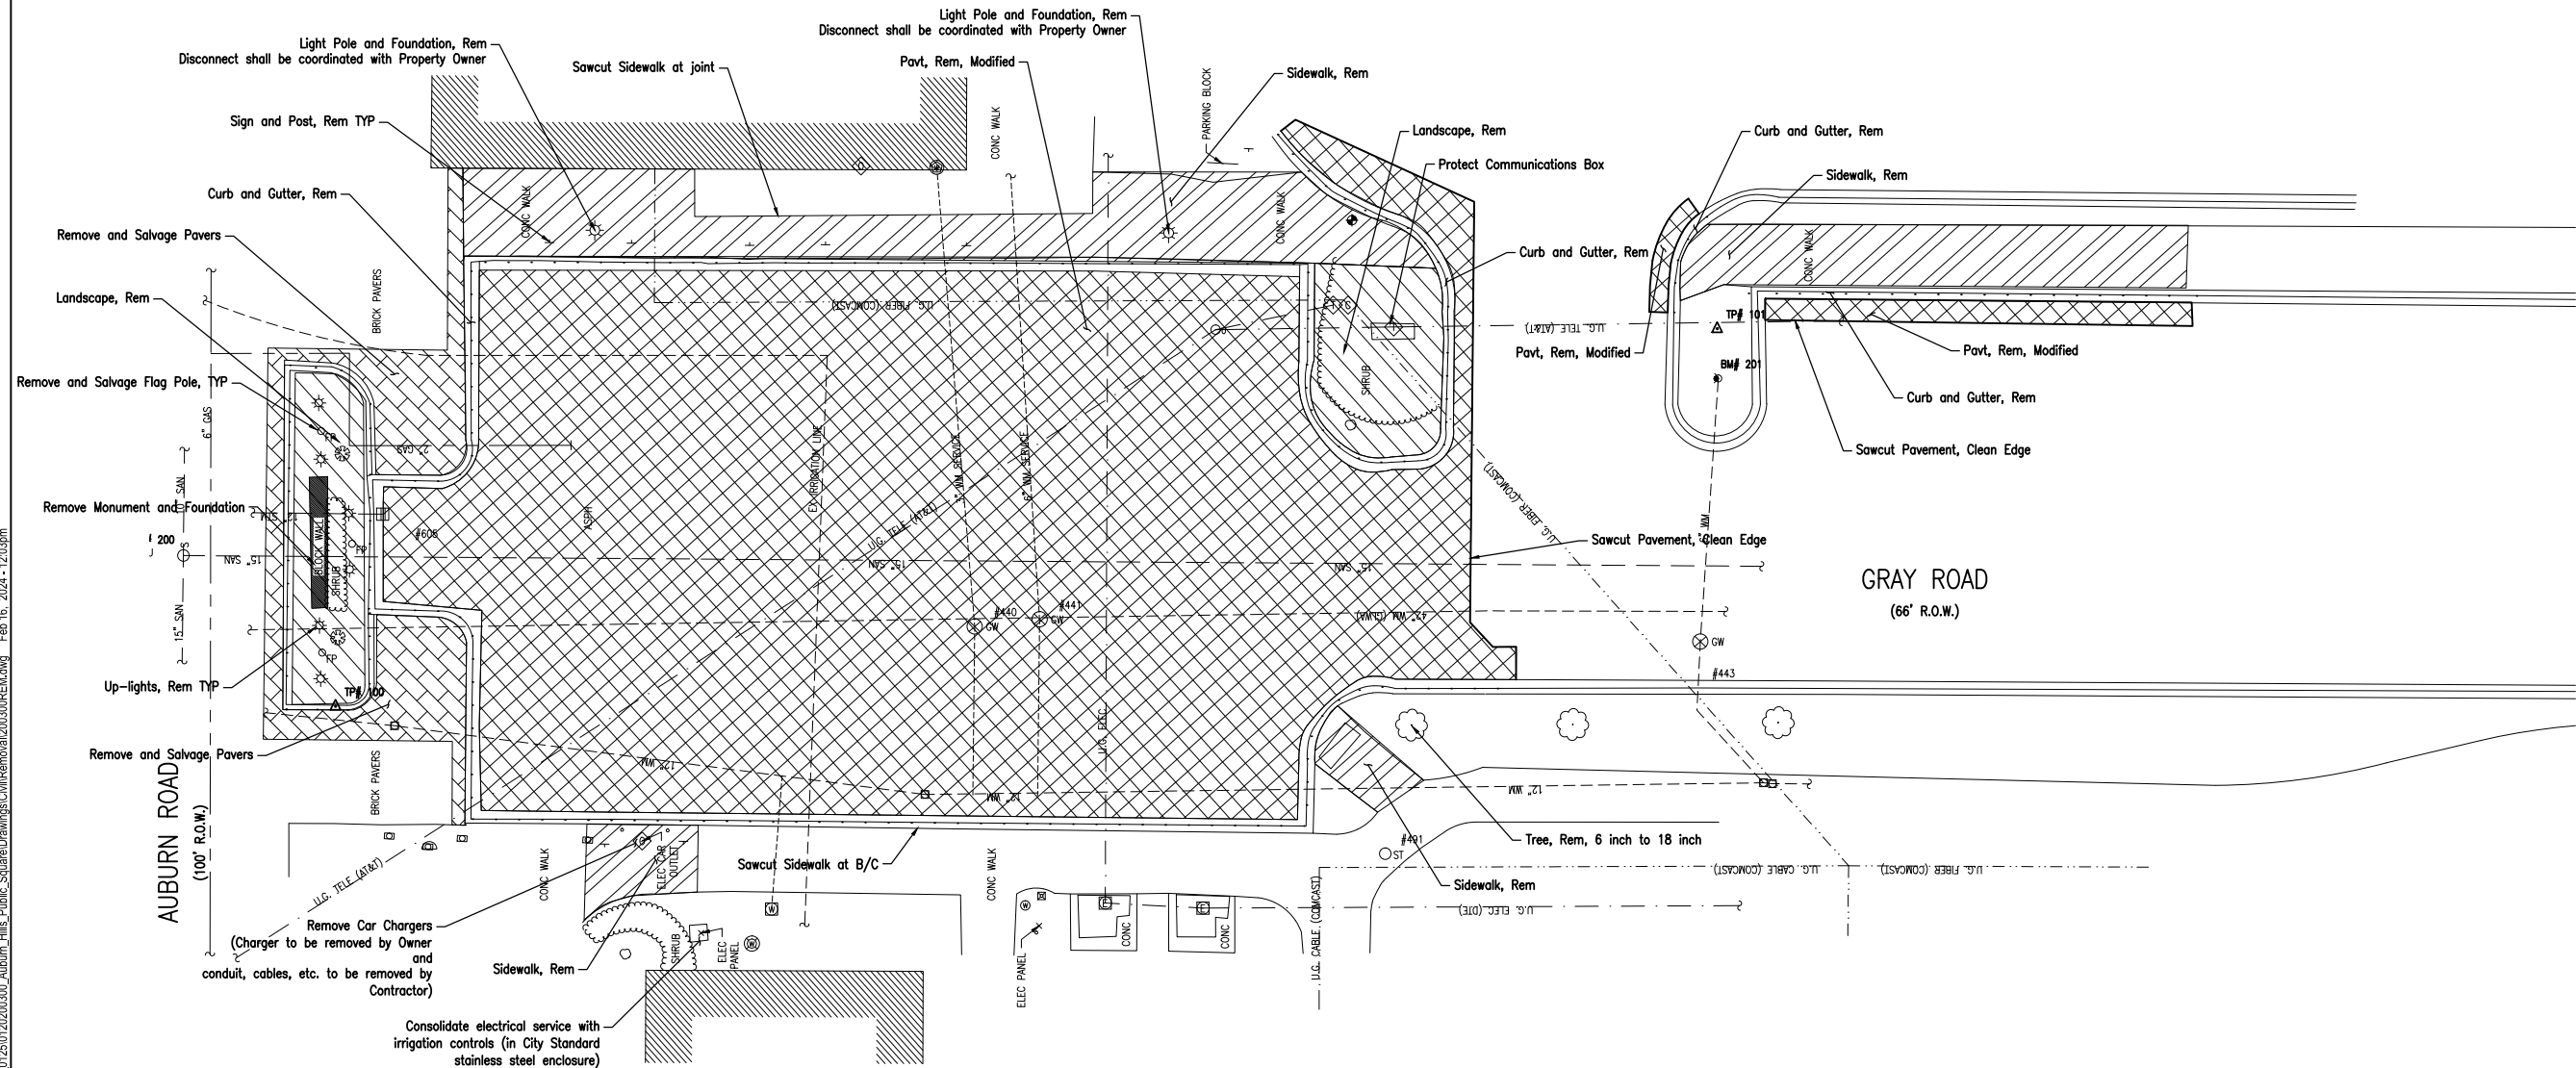 Light Pole and Foundation, Rem
Disconnect shall be coordinated with Property Owner
Light Pole and Foundation, Rem
Disconnect shall be coordinated with Property Owner
Sawcut Sidewalk at joint
Pavt, Rem, Modified
Sidewalk, Rem
PARKING BLOCK
Sign and Post, Rem TYP
CONC WALK
Landscape, Rem
Curb and Gutter, Rem
Protect Communications Box
Sidewalk, Rem
Curb and Gutter, Rem
CONC WALK
CONC WALK
CONC WALK
Remove and Salvage Pavers
Curb and Gutter, Rem
BRICK PAVERS
Landscape, Rem
U.G. FIBER (COMCAST)
U.G. TELE (AT&T)
TP# 101
Pavt, Rem, Modified
Pavt, Rem, Modified
BM# 201
Remove and Salvage Flag Pole, TYP
SHRUB
Curb and Gutter, Rem
6" GAS
FP
2" GAS
EX IRRIGATION LINE
6" WM SERVICE
Sawcut Pavement, Clean Edge
U.G. FIBER (COMCAST)
10" SAN
Remove Monument and Foundation
12" STM
BLOCK WALL
ASPH
U.G. TELE (AT&T)
#608
200
S
FP
15" SAN
15" SAN
15" SAN
Sawcut Pavement, Clean Edge
SHRUB
GRAY ROAD
(66' R.O.W.)
15" SAN
#440
#441
GW
GW
42" WM (GLWA)
GW
FP
#443
Up-lights, Rem TYP
TP# 100
U.G. ELEC
Remove and Salvage Pavers
BRICK PAVERS
12" WM
12" WM
12" WM
AUBURN ROAD
(100' R.O.W.)
U.G. TELE (AT&T)
CONC WALK
ELEC CAR
OUTLET
Sawcut Sidewalk at B/C
CONC WALK
#491
ST
Tree, Rem, 6 inch to 18 inch
U.G. CABLE (COMCAST)
U.G. FIBER (COMCAST)
Sidewalk, Rem
U.G. ELEC (DTE)
U.G. CABLE (COMCAST)
W
W
E
E
CONC
CONC
Remove Car Chargers
(Charger to be removed by Owner
and
conduit, cables, etc. to be removed by
Contractor)
SHRUB
ELEC
PANEL
ELEC PANEL
Sidewalk, Rem
Consolidate electrical service with
irrigation controls (in City Standard
stainless steel enclosure)